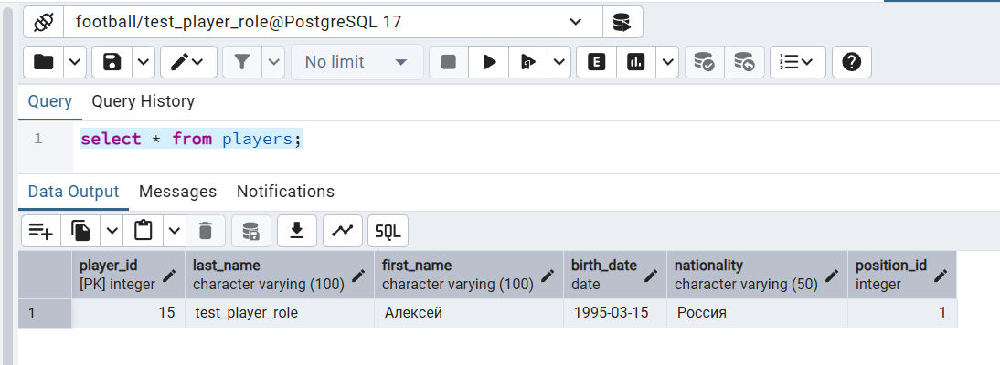 football/test_player_role@PostgreSQL 17
No limit
E
Query Query History
1 select * from players;
Data Output Messages Notifications
SQL
player_id last_name first_name birth_date nationality position_id
[PK] integer character varying (100) character varying (100) date character varying (50) integer
1 15 test_player_role Алексей 1995-03-15 Россия 1